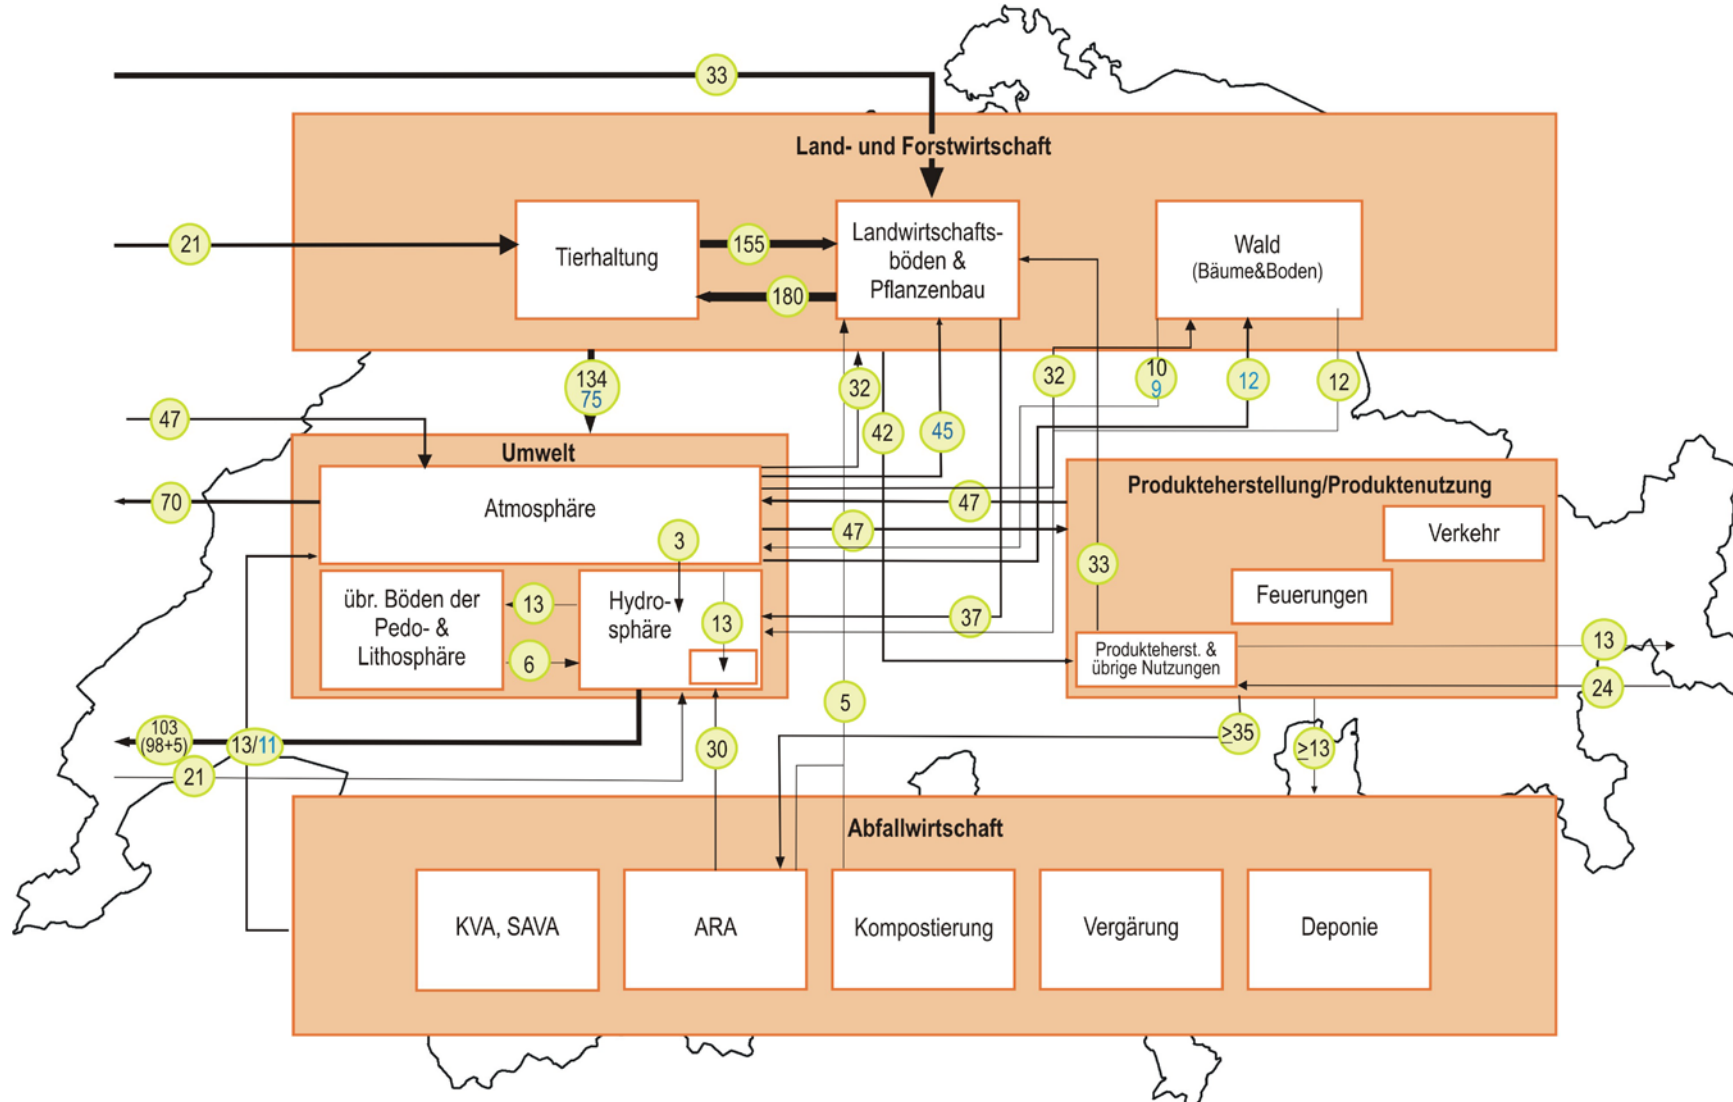 33
Land- und Forstwirtschaft
21
Tierhaltung
155
180
Landwirtschafts-
böden &
Pflanzenbau
Wald
(Bäume&Boden)
134
75
32
42
45
32
10
9
12
12
47
70
Umwelt
Atmosphäre
3
übr. Böden der
Pedo- &
Lithosphäre
13
6
Hydro-
sphäre
13
47
47
37
33
Produkteherstellung/Produktenutzung
Verkehr
Feuerungen
Produkteherst. &
übrige Nutzungen
13
24
103
(98+5)
13/11
21
30
5
≥35
≥13
Abfallwirtschaft
KVA, SAVA
ARA
Kompostierung
Vergärung
Deponie